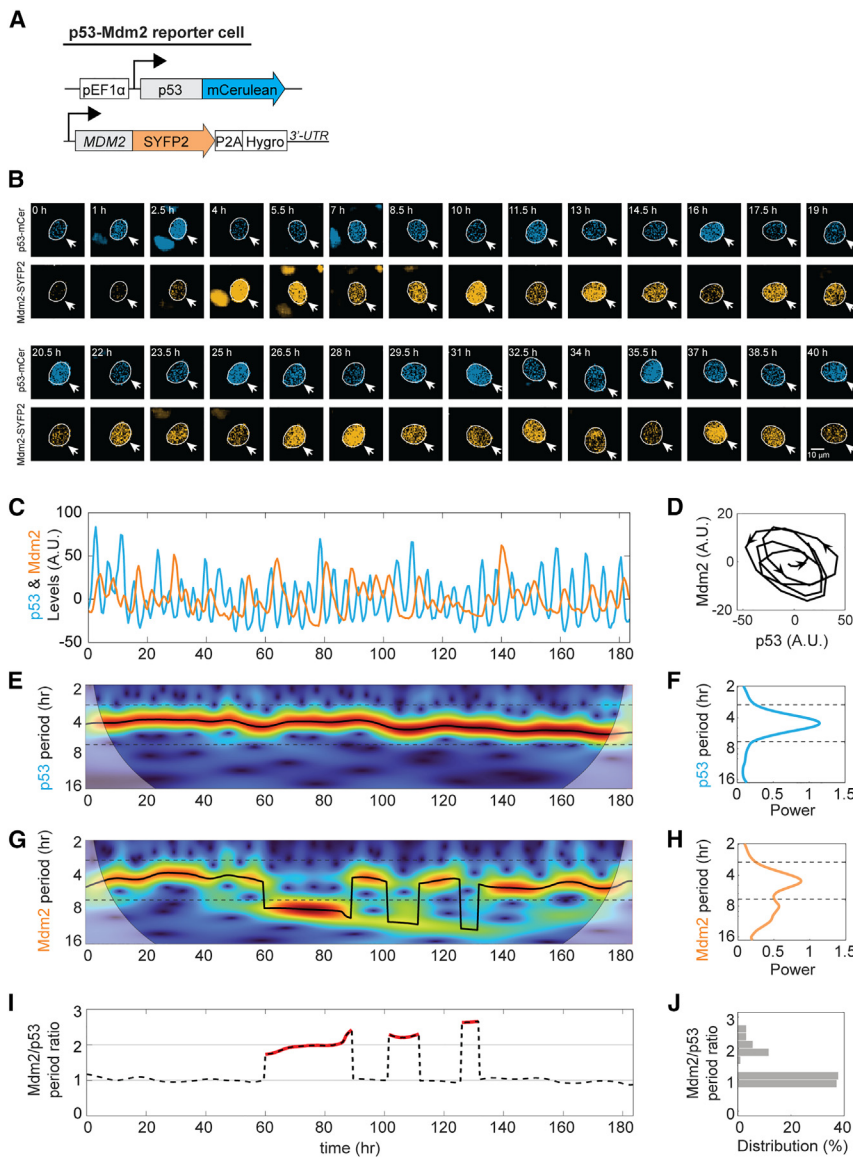 A
p53-Mdm2 reporter cell
pEF1α p53 mCerulean
MDM2 SYFP2 P2A Hygro 3'-UTR
B
p53-mCer 0 h 1 h 2.5 h 4 h 5.5 h 7 h 8.5 h 10 h 11.5 h 13 h 14.5 h 16 h 17.5 h 19 h
Mdm2-SYFP2
p53-mCer 20.5 h 22 h 23.5 h 25 h 26.5 h 28 h 29.5 h 31 h 32.5 h 34 h 35.5 h 37 h 38.5 h 40 h
Mdm2-SYFP2
10 μm
C
p53 & Mdm2
Levels (A.U.)
100
50
0
-50
0 20 40 60 80 100 120 140 160 180
D
Mdm2 (A.U.)
20
0
-20
-50 0 50
p53 (A.U.)
E
p53 period (hr)
2
4
8
16
0 20 40 60 80 100 120 140 160 180
F
p53 period (hr)
2
4
8
16
0 0.5 1 1.5
Power
G
Mdm2 period (hr)
2
4
8
16
0 20 40 60 80 100 120 140 160 180
H
Mdm2 period (hr)
2
4
8
16
0 0.5 1 1.5
Power
I
Mdm2/p53
period ratio
3
2
1
0
0 20 40 60 80 100 120 140 160 180
time (hr)
J
Mdm2/p53
period ratio
3
2
1
0
0 20 40
Distribution (%)